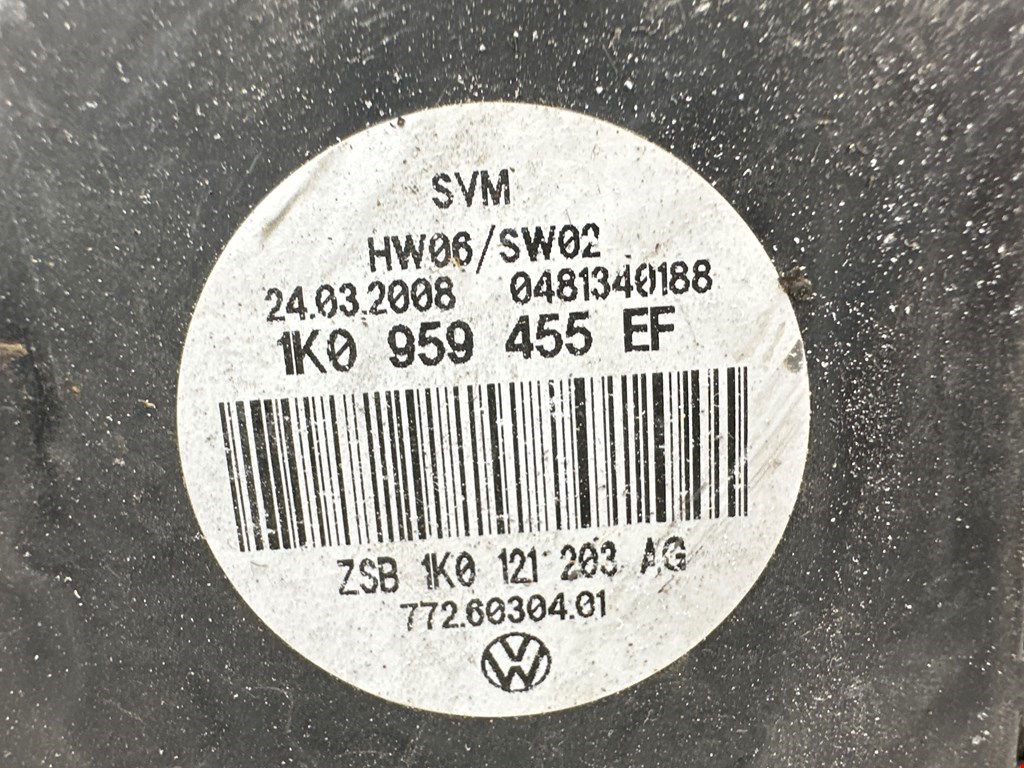 SVM
HW06/SW02
24.03.2008 0481340188
1K0 959 455 EF
ZSB 1K0 121 203 AG
772.60304.01